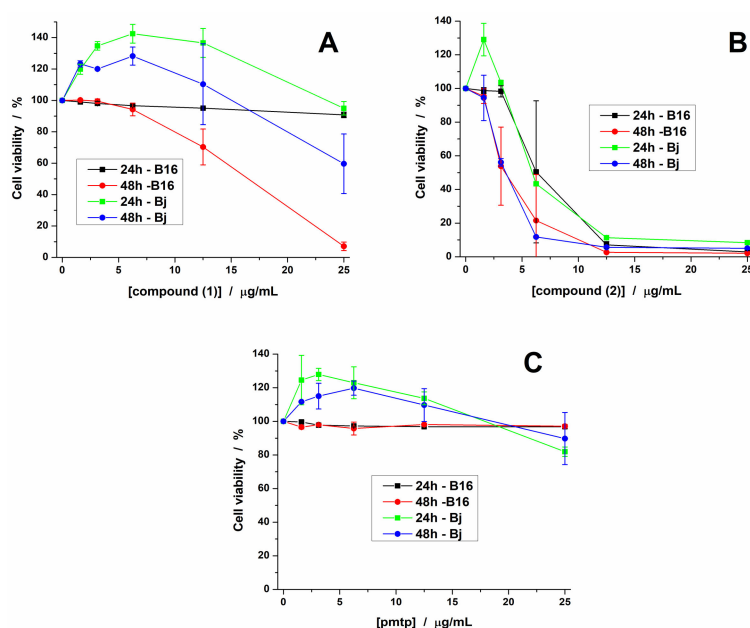 A
140
120
100
80
60
40
20
0
Cell viability / %
24h - B16
48h -B16
24h - Bj
48h - Bj
0 5 10 15 20 25
[compound (1)] / µg/mL
B
140
120
100
80
60
40
20
0
Cell viability / %
24h - B16
48h -B16
24h - Bj
48h - Bj
0 5 10 15 20 25
[compound (2)] / µg/mL
C
140
120
100
80
60
40
20
0
Cell viability / %
24h - B16
48h -B16
24h - Bj
48h - Bj
0 5 10 15 20 25
[pmtp] / µg/mL